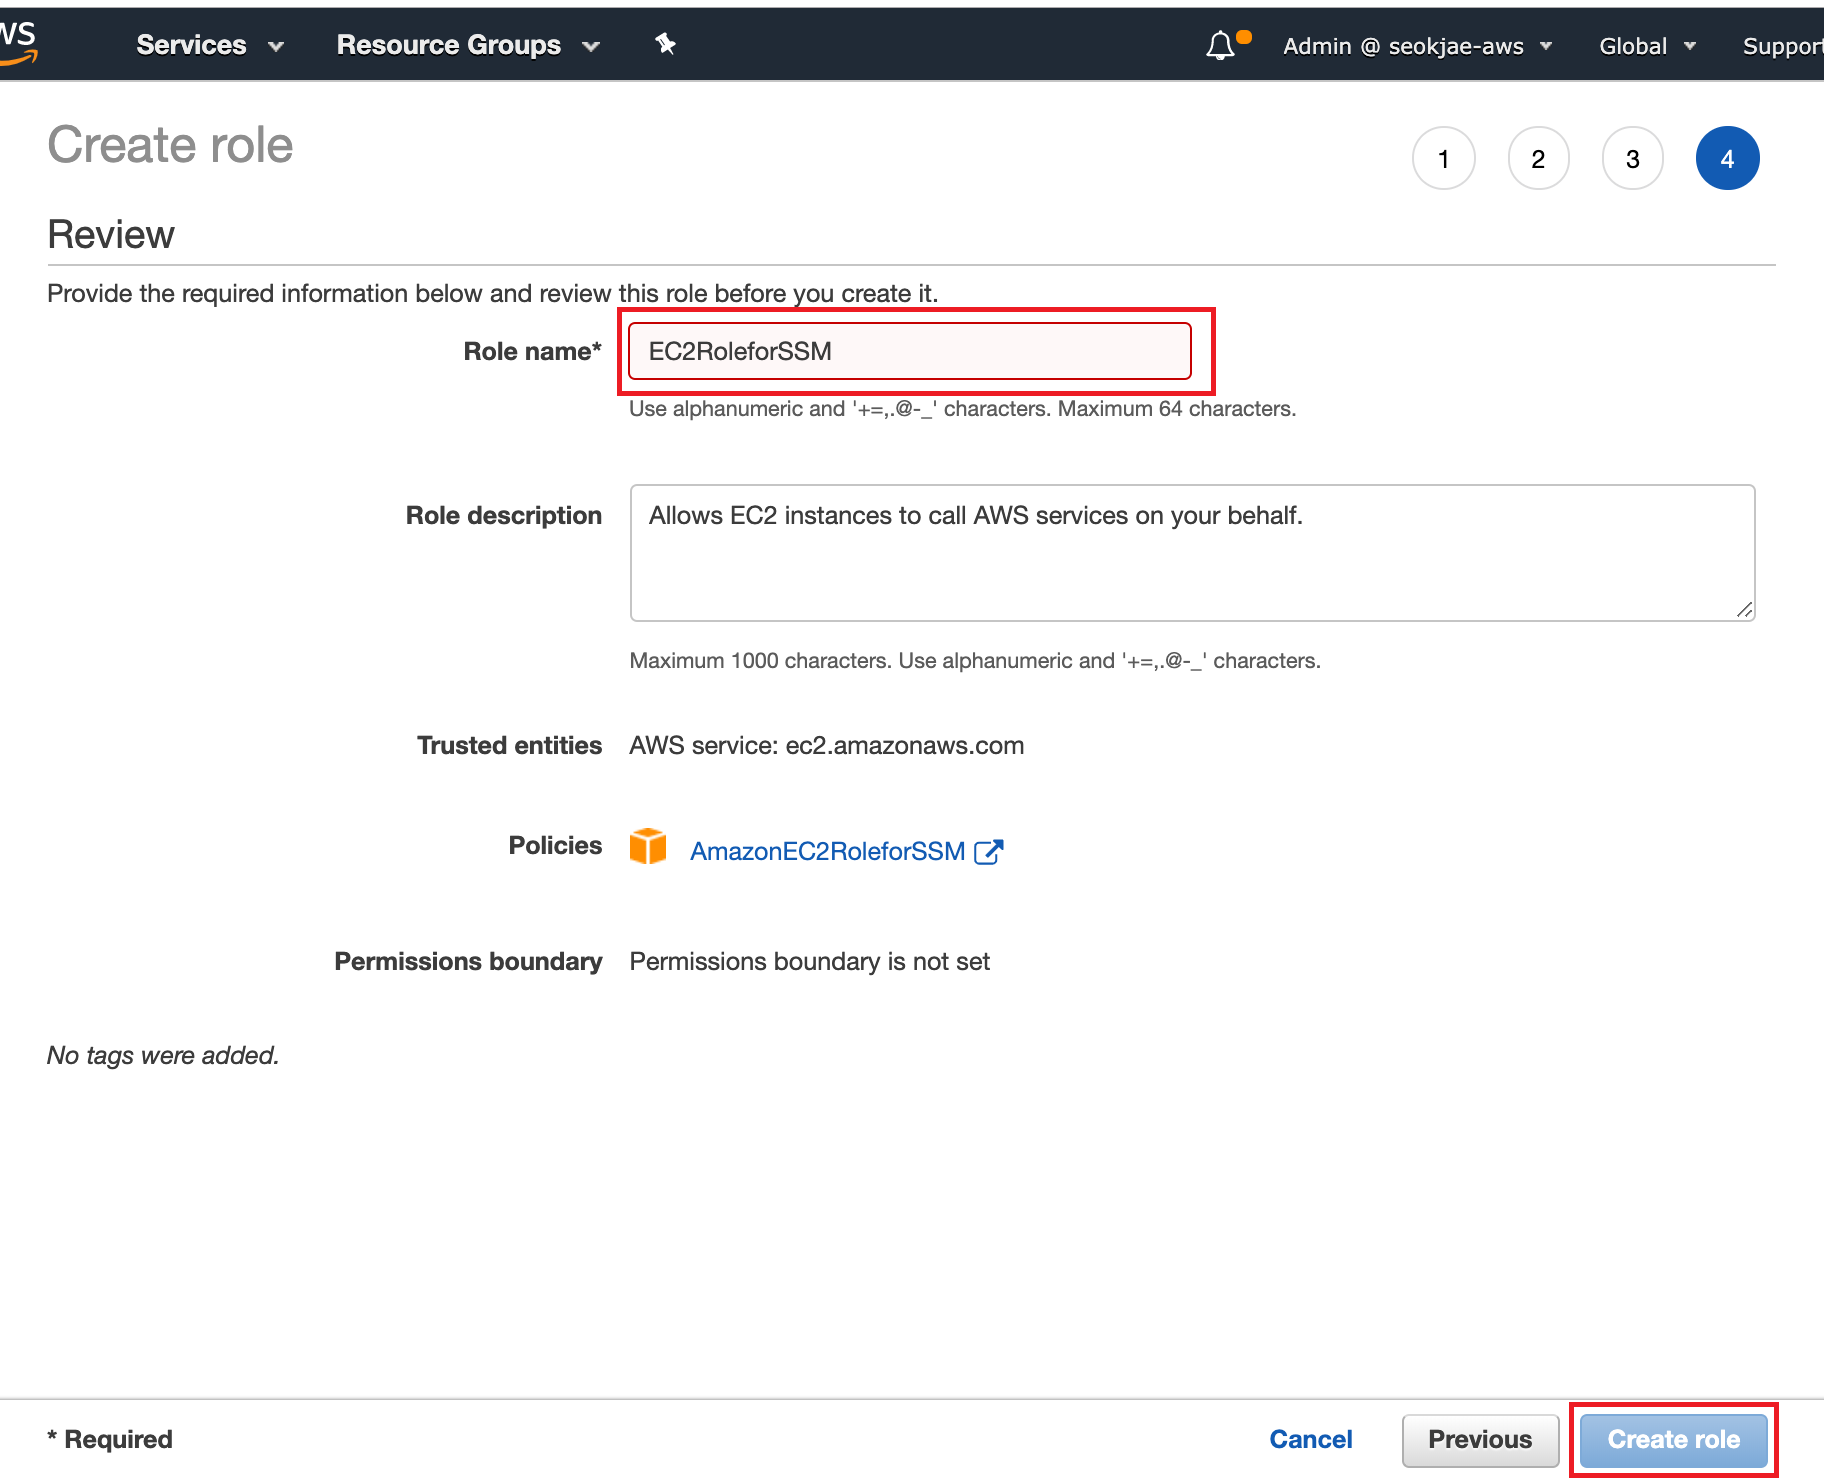 Services Resource Groups Admin @ seokjae-aws Global Support
Create role 1 2 3 4
Review
Provide the required information below and review this role before you create it.
Role name* EC2RoleforSSM
Use alphanumeric and '+=,.@-_' characters. Maximum 64 characters.
Role description Allows EC2 instances to call AWS services on your behalf.
Maximum 1000 characters. Use alphanumeric and '+=,.@-_' characters.
Trusted entities AWS service: ec2.amazonaws.com
Policies AmazonEC2RoleforSSM
Permissions boundary Permissions boundary is not set
No tags were added.
* Required Cancel Previous Create role